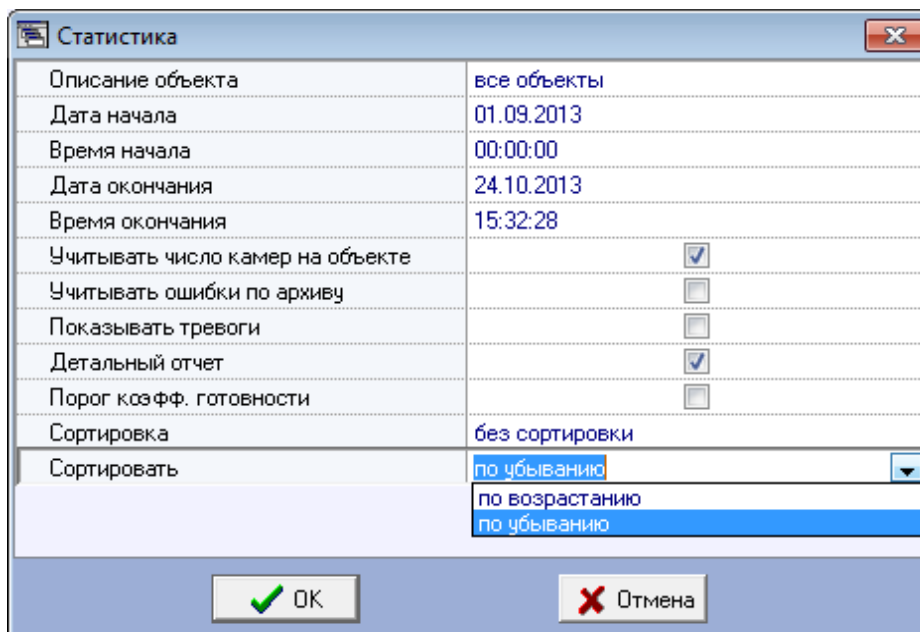 Статистика
Описание объекта все объекты
Дата начала 01.09.2013
Время начала 00:00:00
Дата окончания 24.10.2013
Время окончания 15:32:28
Учитывать число камер на объекте
Учитывать ошибки по архиву
Показывать тревоги
Детальный отчет
Порог коэфф. готовности
Сортировка без сортировки
Сортировать по убыванию
по возрастанию
по убыванию
OK Отмена